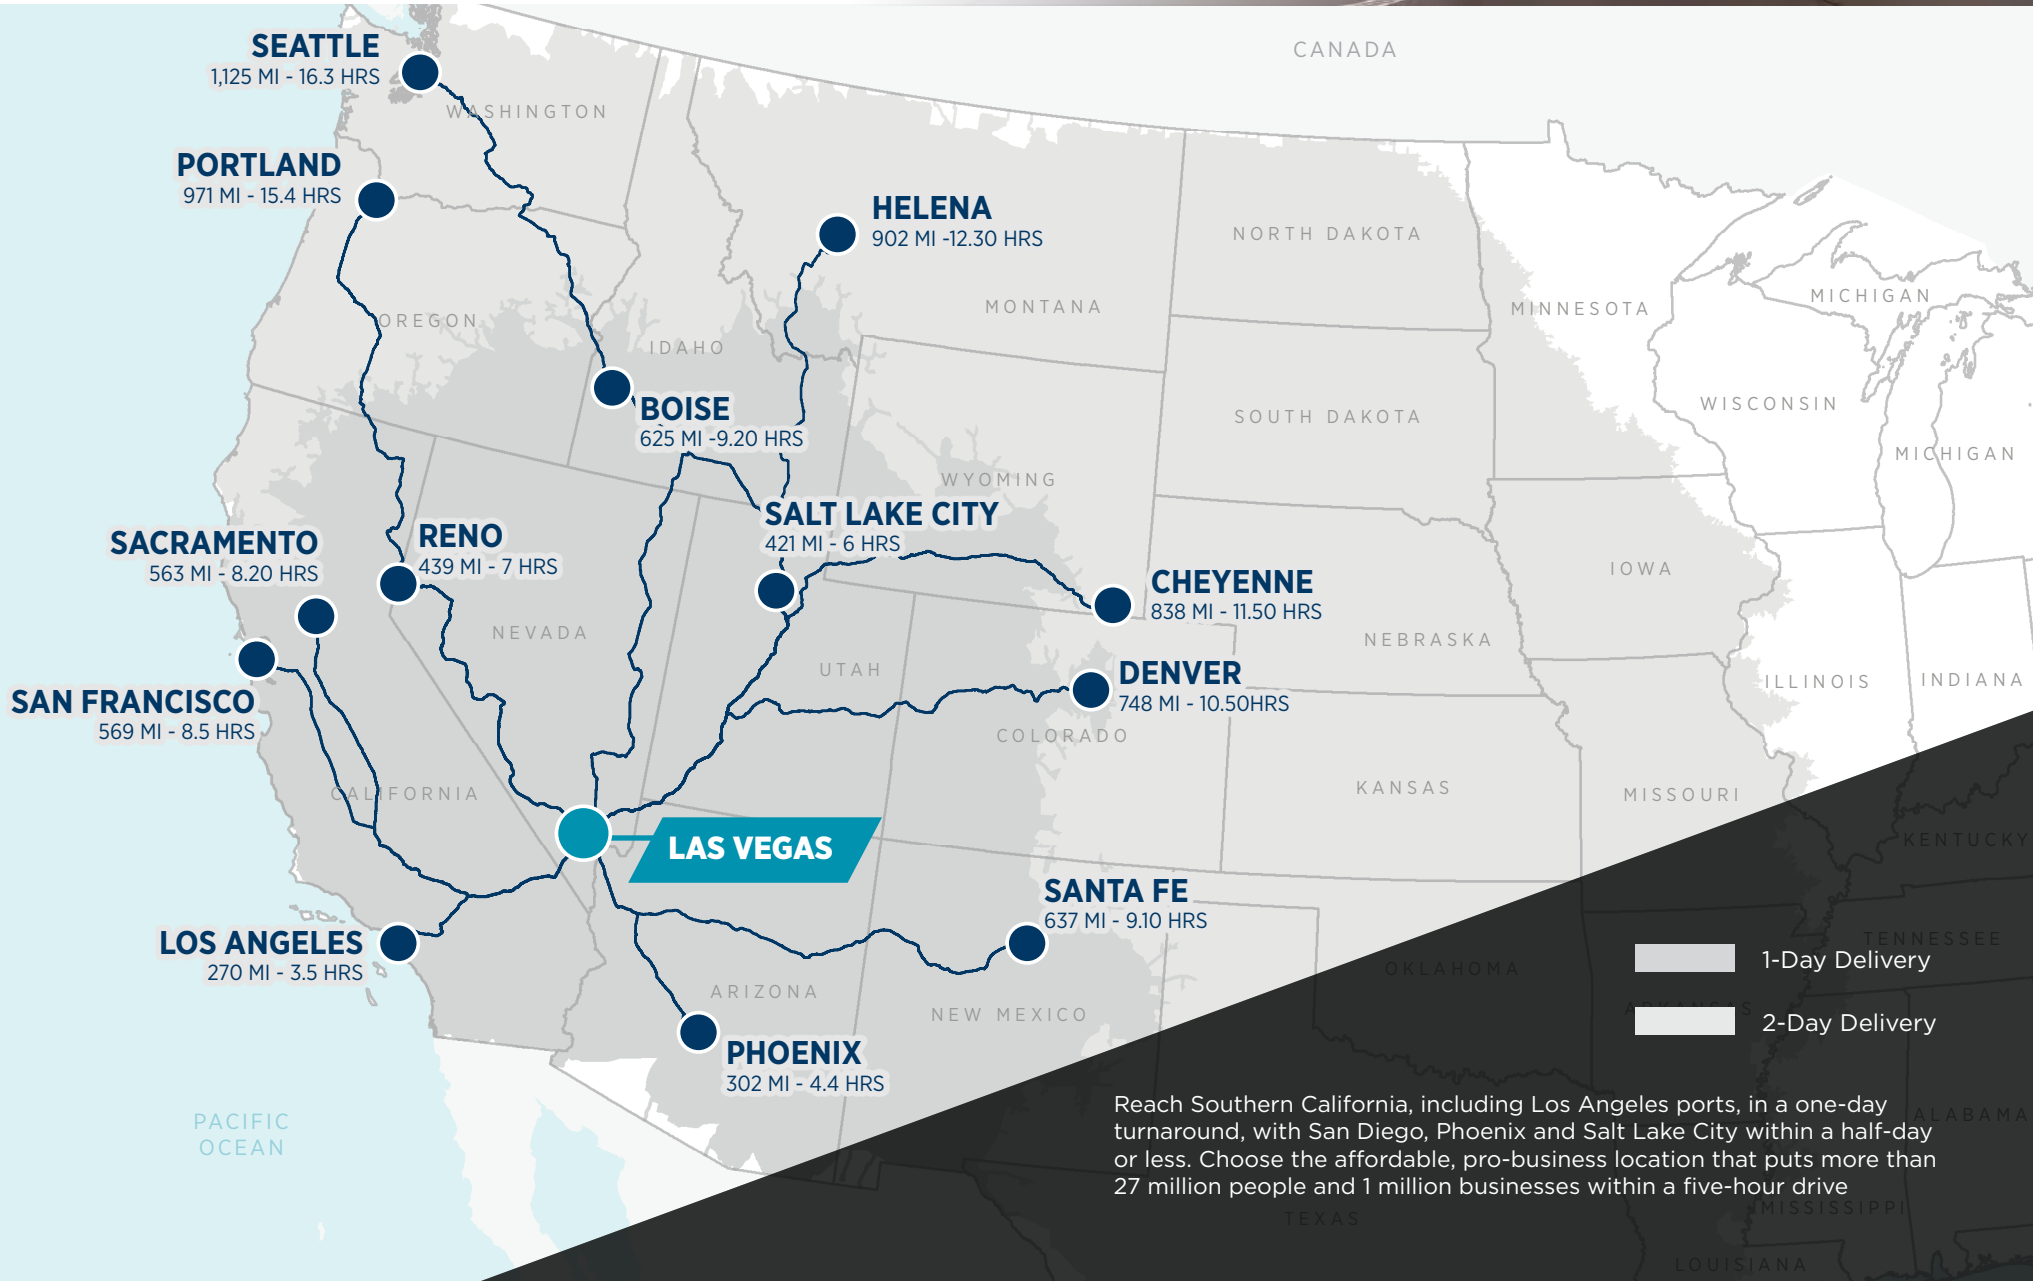 CANADA
SEATTLE
1,125 MI - 16.3 HRS
WASHINGTON
PORTLAND
971 MI - 15.4 HRS
HELENA
902 MI -12.30 HRS
NORTH DAKOTA
MONTANA
MINNESOTA
MICHIGAN
OREGON
IDAHO
BOISE
625 MI -9.20 HRS
SOUTH DAKOTA
WISCONSIN
MICHIGAN
WYOMING
SALT LAKE CITY
421 MI - 6 HRS
SACRAMENTO
563 MI - 8.20 HRS
RENO
439 MI - 7 HRS
CHEYENNE
838 MI - 11.50 HRS
IOWA
NEVADA
NEBRASKA
UTAH
DENVER
748 MI - 10.50HRS
ILLINOIS
INDIANA
SAN FRANCISCO
569 MI - 8.5 HRS
COLORADO
CALIFORNIA
KANSAS
MISSOURI
LAS VEGAS
KENTUCKY
SANTA FE
637 MI - 9.10 HRS
LOS ANGELES
270 MI - 3.5 HRS
TENNESSEE
1-Day Delivery
OKLAHOMA
ARIZONA
ARKANSAS
NEW MEXICO
2-Day Delivery
PHOENIX
302 MI - 4.4 HRS
PACIFIC
OCEAN
Reach Southern California, including Los Angeles ports, in a one-day
turnaround, with San Diego, Phoenix and Salt Lake City within a half-day
or less. Choose the affordable, pro-business location that puts more than
27 million people and 1 million businesses within a five-hour drive
ALABAMA
MISSISSIPPI
TEXAS
LOUISIANA